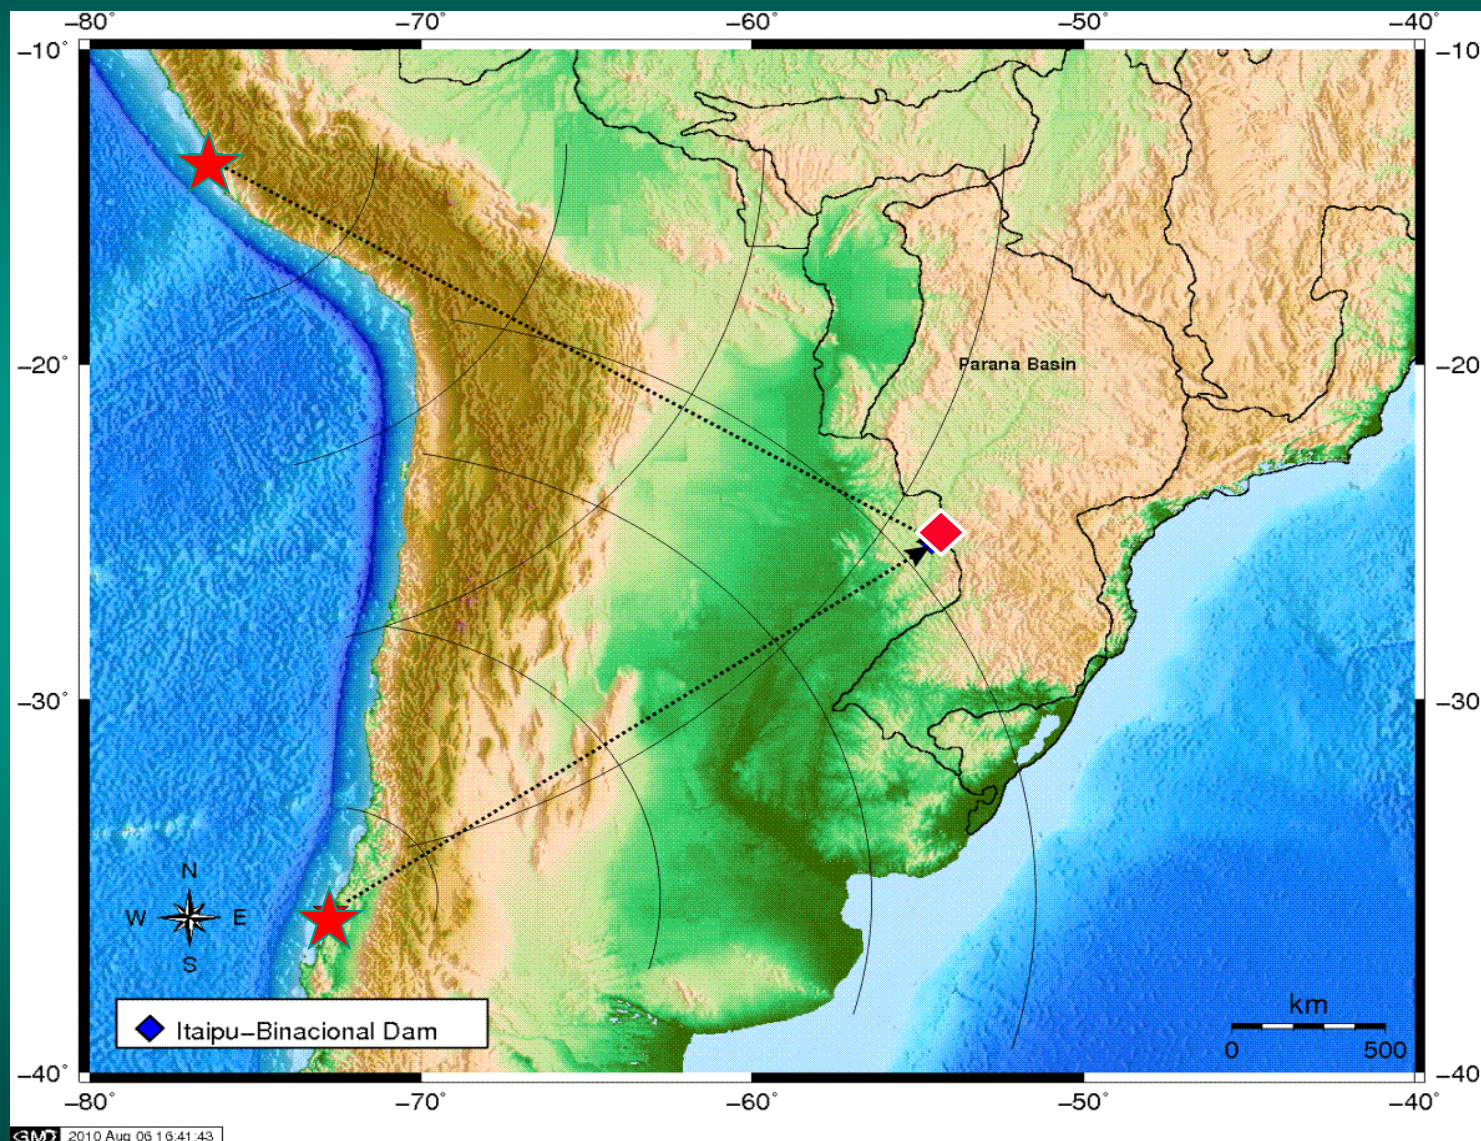 −80° −70° −60° −50° −40°
−10° −10
Parana Basin
−20° −20
−30° −30
N
W E
S
km
0 500
Itaipu−Binacional Dam
−40° −40
−80° −70° −60° −50° −40°
GMD 2010 Aug 06 16:41:43